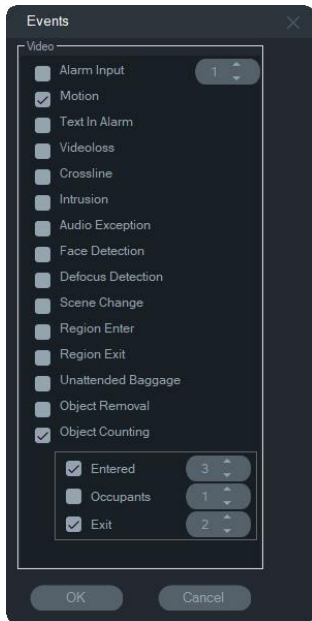 Events
Video
Alarm Input 1
Motion
Text In Alarm
Videoloss
Crossline
Intrusion
Audio Exception
Face Detection
Defocus Detection
Scene Change
Region Enter
Region Exit
Unattended Baggage
Object Removal
Object Counting
Entered 3
Occupants 1
Exit 2
OK Cancel